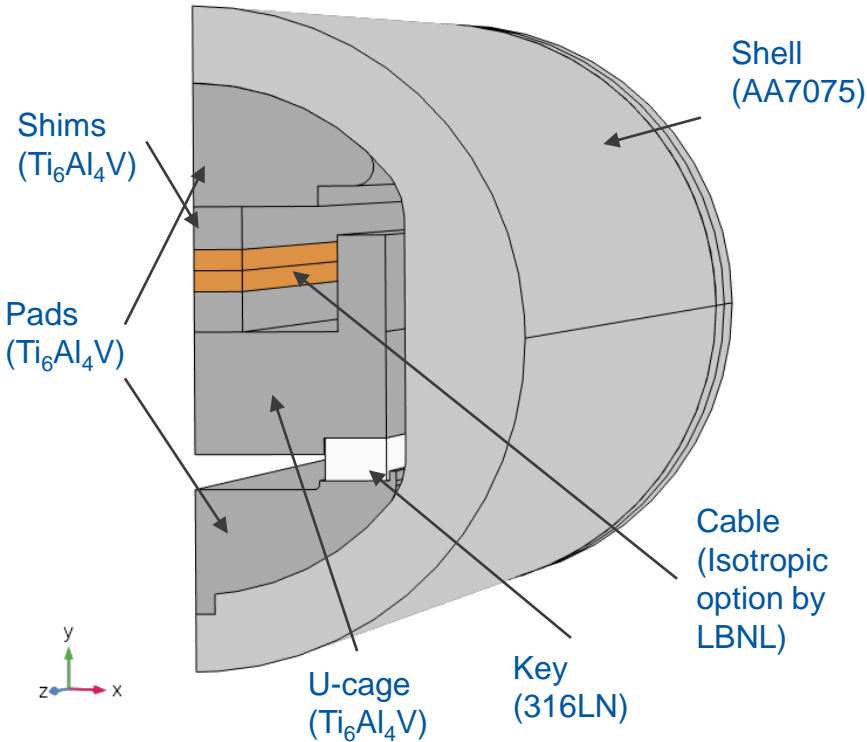 Shell
(AA7075)
Shims
(Ti₆Al₄V)
Pads
(Ti₆Al₄V)
Cable
(Isotropic
option by
LBNL)
Key
(316LN)
U-cage
(Ti₆Al₄V)
y
z
x